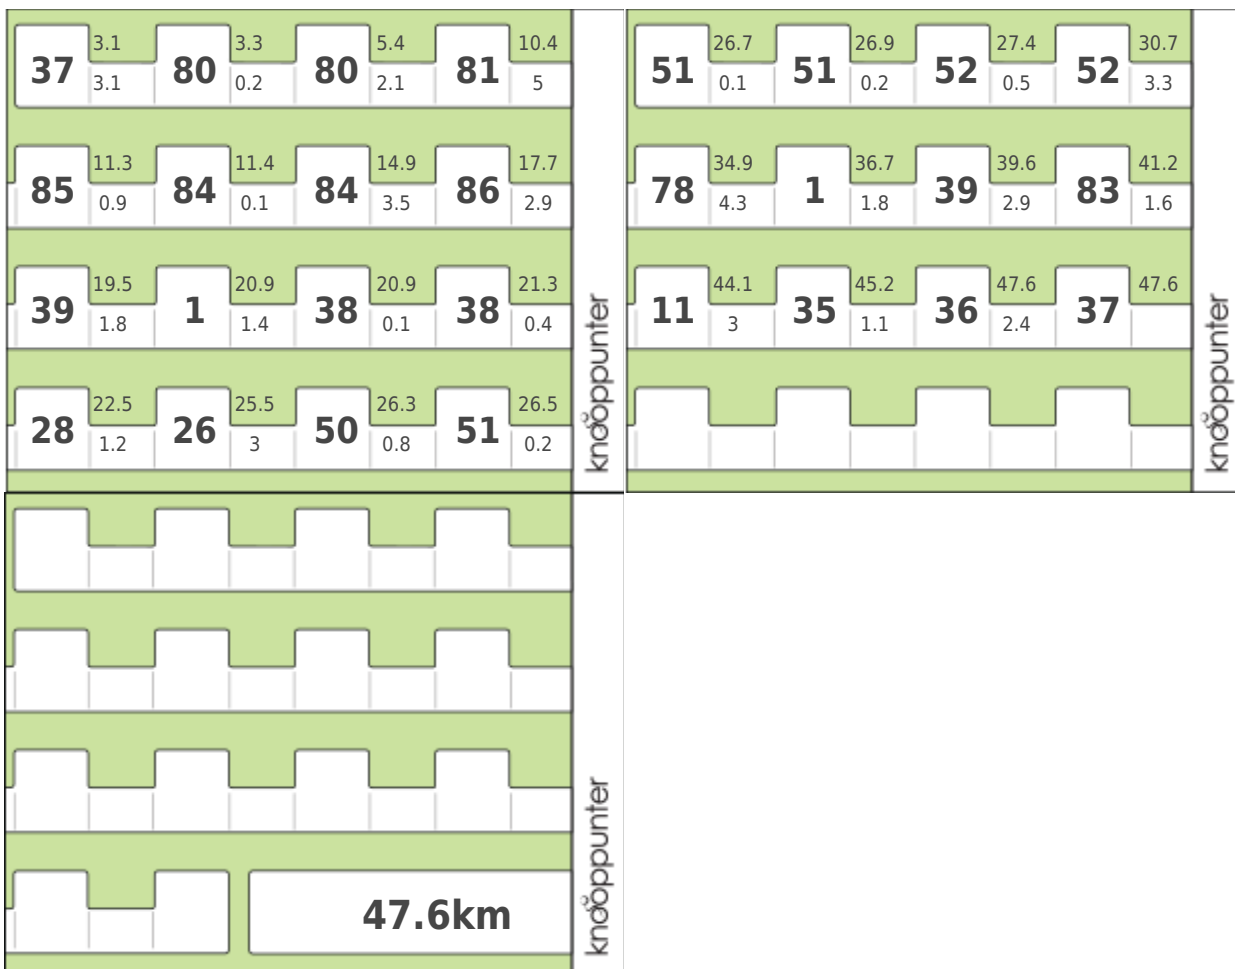 3.1 3.3 5.4 10.4
37 80 80 81
3.1 0.2 2.1 5
11.3 11.4 14.9 17.7
85 84 84 86
0.9 0.1 3.5 2.9
19.5 20.9 20.9 21.3
39 1 38 38
1.8 1.4 0.1 0.4
22.5 25.5 26.3 26.5
28 26 50 51
1.2 3 0.8 0.2
knooppunter
26.7 26.9 27.4 30.7
51 51 52 52
0.1 0.2 0.5 3.3
34.9 36.7 39.6 41.2
78 1 39 83
4.3 1.8 2.9 1.6
44.1 45.2 47.6 47.6
11 35 36 37
3 1.1 2.4
knooppunter
47.6km
knooppunter